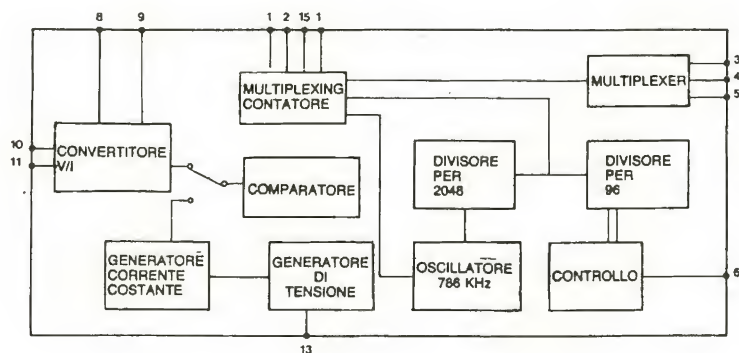 8 9 1 2 15 1
3
4
5
MULTIPLEXING
CONTATORE
MULTIPLEXER
10
11
CONVERTITORE
V/I
COMPARATORE
DIVISORE
PER
2048
DIVISORE
PER
96
GENERATORE
CORRENTE
COSTANTE
GENERATORE
DI
TENSIONE
OSCILLATORE
786 KHz
CONTROLLO
6
13